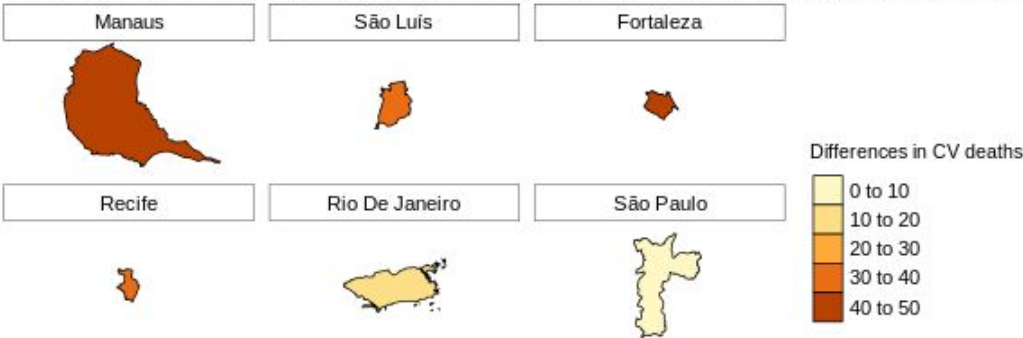 Manaus
São Luís
Fortaleza
Differences in CV deaths
0 to 10
10 to 20
20 to 30
30 to 40
40 to 50
Recife
Rio De Janeiro
São Paulo